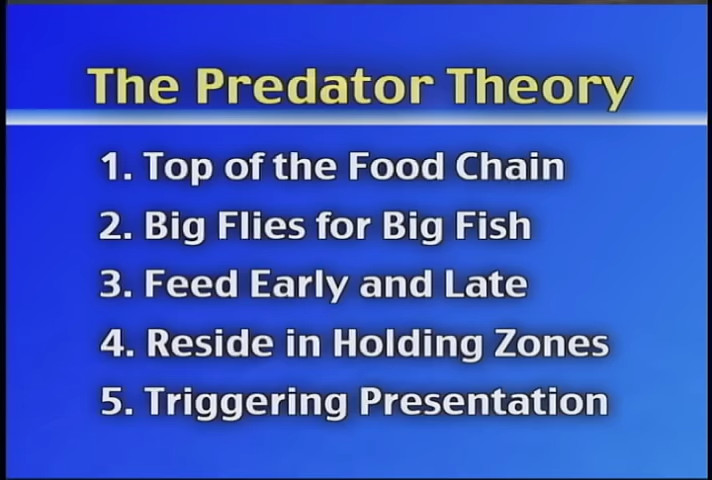 The Predator Theory
1. Top of the Food Chain
2. Big Flies for Big Fish
3. Feed Early and Late
4. Reside in Holding Zones
5. Triggering Presentation